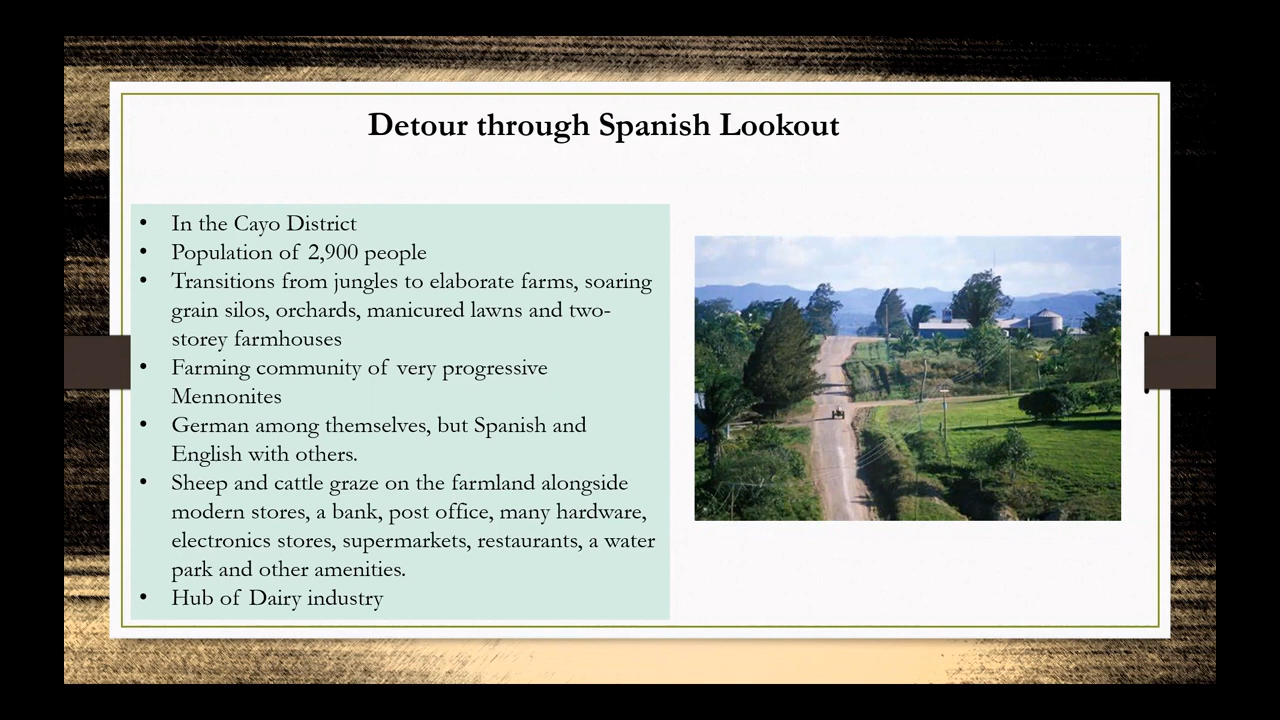 Detour through Spanish Lookout
• In the Cayo District
• Population of 2,900 people
• Transitions from jungles to elaborate farms, soaring
grain silos, orchards, manicured lawns and two-
storey farmhouses
• Farming community of very progressive
Mennonites
• German among themselves, but Spanish and
English with others.
• Sheep and cattle graze on the farmland alongside
modern stores, a bank, post office, many hardware,
electronics stores, supermarkets, restaurants, a water
park and other amenities.
• Hub of Dairy industry